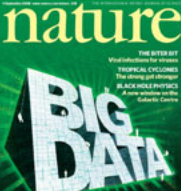 nature
THE BITER BIT
Viral infections for viruses
TROPICAL CYCLONES
The strong get stronger
BLACK HOLE PHYSICS
A new window on the
Galactic Centre
BIG
DATA